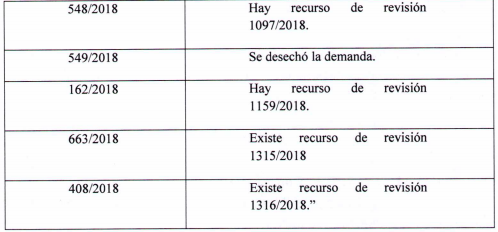 548/2018
Hay recurso de revisión
1097/2018.
549/2018
Se desechó la demanda.
162/2018
Hay recurso de revisión
1159/2018.
663/2018
Existe recurso de revisión
1315/2018
408/2018
Existe recurso de revisión
1316/2018.”